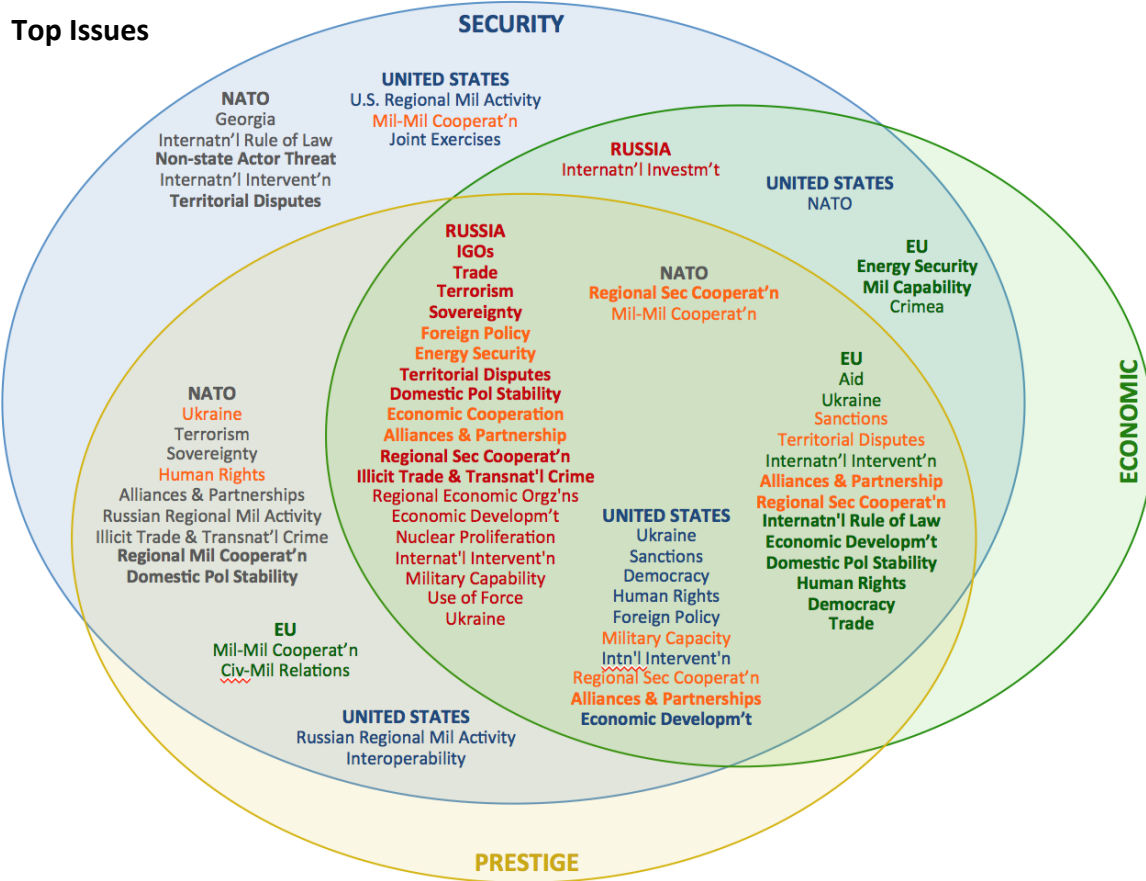 Top Issues
SECURITY
UNITED STATES
U.S. Regional Mil Activity
Mil-Mil Cooperat’n
Joint Exercises
NATO
Georgia
Internatn’l Rule of Law
Non-state Actor Threat
Internatn’l Intervent’n
Territorial Disputes
RUSSIA
Internatn’l Investm’t
UNITED STATES
NATO
EU
Energy Security
Mil Capability
Crimea
RUSSIA
IGOs
Trade
Terrorism
Sovereignty
Foreign Policy
Energy Security
Territorial Disputes
Domestic Pol Stability
Economic Cooperation
Alliances & Partnership
Regional Sec Cooperat’n
Illicit Trade & Transnat'l Crime
Regional Economic Orgz'ns
Economic Developm’t
Nuclear Proliferation
Internat'l Intervent'n
Military Capability
Use of Force
Ukraine
NATO
Regional Sec Cooperat’n
Mil-Mil Cooperat’n
EU
Aid
Ukraine
Sanctions
Territorial Disputes
Internatn’l Intervent’n
Alliances & Partnership
Regional Sec Cooperat'n
Internatn'l Rule of Law
Economic Developm’t
Domestic Pol Stability
Human Rights
Democracy
Trade
ECONOMIC
NATO
Ukraine
Terrorism
Sovereignty
Human Rights
Alliances & Partnerships
Russian Regional Mil Activity
Illicit Trade & Transnat’l Crime
Regional Mil Cooperat’n
Domestic Pol Stability
UNITED STATES
Ukraine
Sanctions
Democracy
Human Rights
Foreign Policy
Military Capacity
Intn'l Intervent'n
Regional Sec Cooperat’n
Alliances & Partnerships
Economic Developm’t
EU
Mil-Mil Cooperat’n
Civ-Mil Relations
UNITED STATES
Russian Regional Mil Activity
Interoperability
PRESTIGE